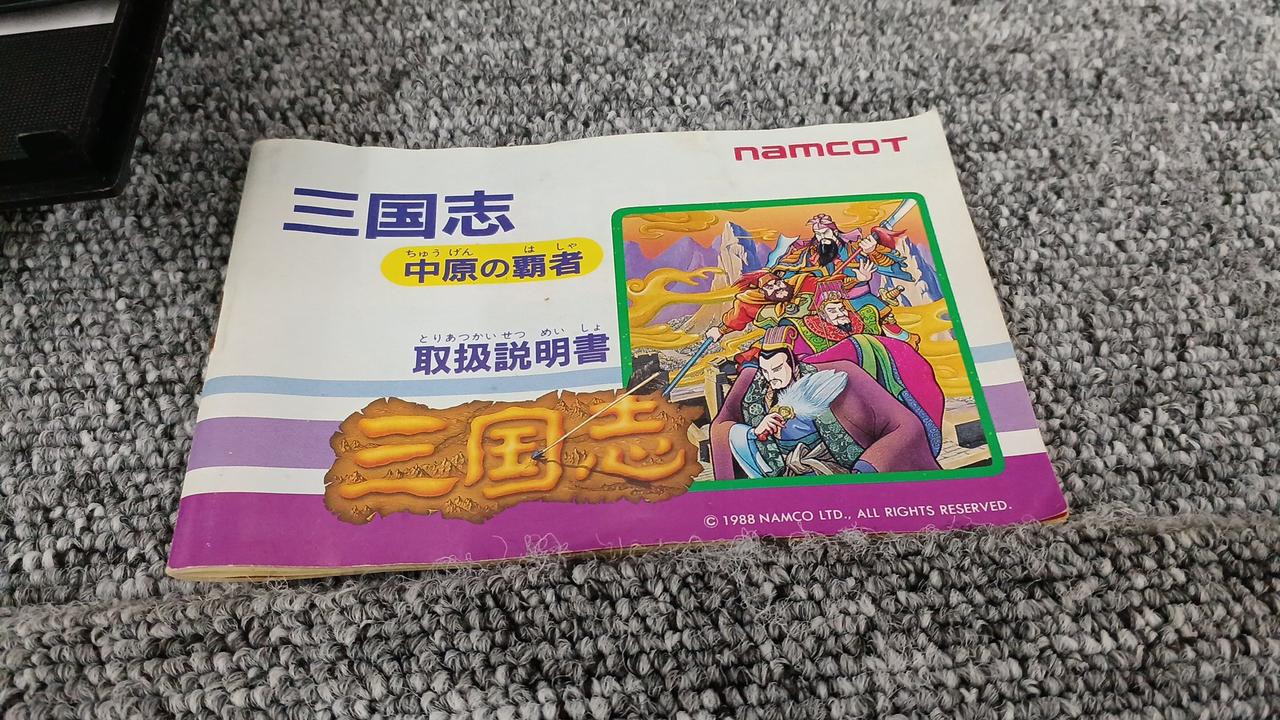 namcot
三国志
ちゅうげん はしゃ
中原の覇者
とりあつかいせつめいしょ
取扱説明書
三国志
© 1988 NAMCO LTD., ALL RIGHTS RESERVED.